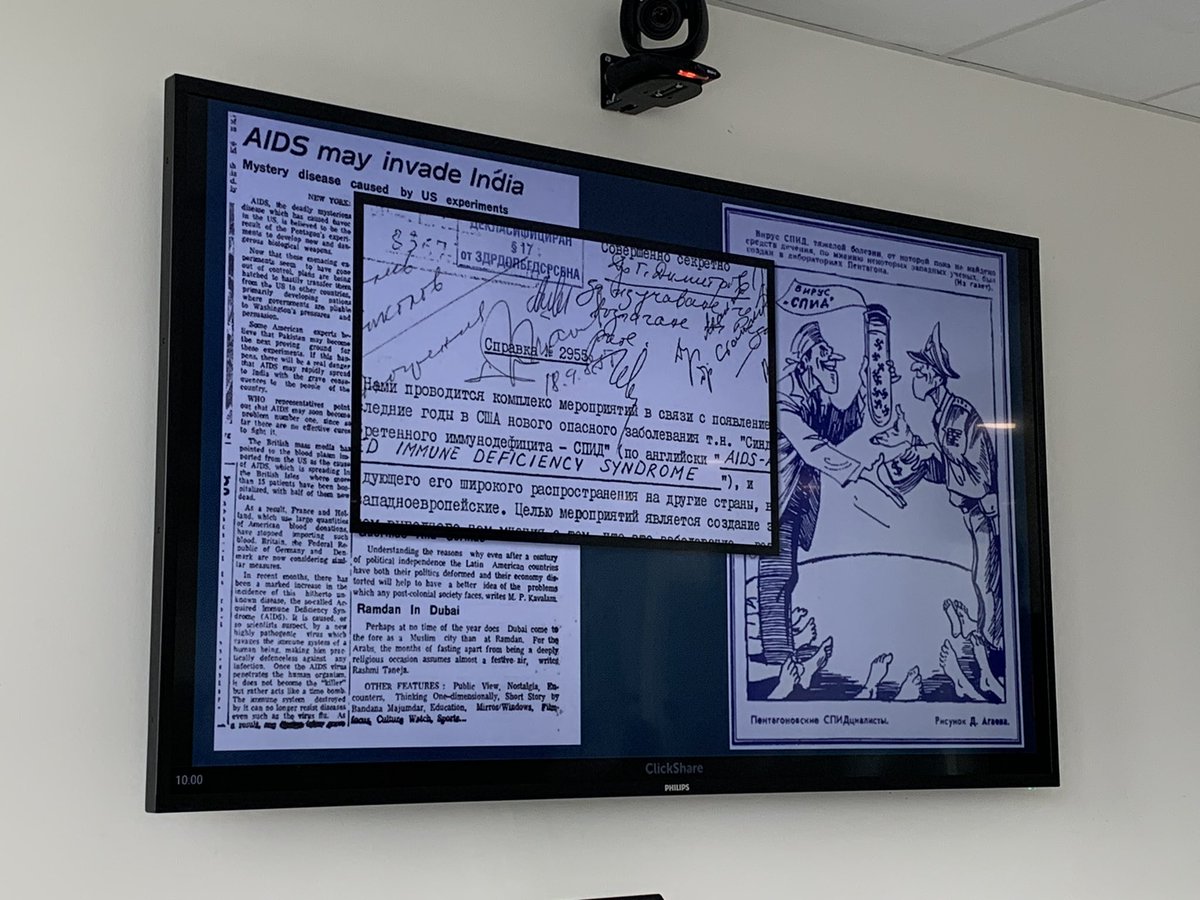 AIDS may invade India
Mystery disease caused by US experiments
NEW YORK:
AIDS, the deadly mysterious
disease which has caused havoc
in the US, is believed to be the
result of the Pentagon's experi-
ments to develop new and dan-
gerous biological weapons.
Now that these menacing ex-
periments seem to have gone
out of control, plans are being
hatched to hastily transfer them
from the US to other countries,
primarily developing nations
where governments are pliable
to Washington's pressures and
persuasion.
Some American experts be-
lieve that Pakistan may become
the next proving ground for
these experiments. If this hap-
pens, there will be a real danger
that AIDS may rapidly spread
to India with the grave conse-
quences to the people of the
country.
WHO representatives point
out that AIDS may soon become
problem number one, since so
far there are no effective cures
to fight it.
The British mass media has
pointed to the blood plasma im-
ported from the US as the cause
of AIDS, which is spreading in
the British Isles where more
than 15 patients have been hos-
pitalized, with half of them now
dead.
As a result, France and Hol-
land, which use large quantities
of American blood donations,
have stopped importing such
blood. Britain, the Federal Re-
public of Germany and Den-
mark are now considering simi-
lar measures.
In recent months, there has
been a marked increase in the
incidence of this hitherto un-
known disease, the so-called Ac-
quired Immune Deficiency Syn-
drome (AIDS). It is caused, or
so scientists suspect, by a new
highly pathogenic virus which
ravages the immune system of a
human being, making him prac-
tically defenceless against any
infection. Once the AIDS virus
penetrates the human organism,
it does not become the "killer"
but rather acts like a time bomb.
The immune system destroyed
by it can no longer resist diseases
even such as the virus flu. As
a result,
ДЕКЛАСИФИЦИРАН
§ 17
от ЗДРДОПБГДСРСБНА
Совершенно секретно
Справка № 2955
18.9.
Нами проводится комплекс мероприятий в связи с появление
следние годы в США нового опасного заболевания т.н. "Син
ретенного иммунодефицита - СПИД" (по английски "AIDS-A
D IMMUNE DEFICIENCY SYNDROME "), и
дующего его широкого распространения на другие страны, в
западноевропейские. Целью мероприятий является создание
Understanding the reasons why even after a century
of political independence the Latin American countries
have both their politics deformed and their economy dis-
torted will help to have a better idea of the problems
which any post-colonial society faces, writes M. P. Kavalam.
Ramdan In Dubai
Perhaps at no time of the year does Dubai come to
the fore as a Muslim city than at Ramdan. For the
Arabs, the months of fasting apart from being a deeply
religious occasion assumes almost a festive-air, writes
Rashmi Taneja.
OTHER FEATURES : Public View, Nostalgia, En-
counters, Thinking One-dimensionally, Short Story by
Bandana Majumdar, Education, Mirros/Windows, Film-
focus, Culture Watch, Sports...
Вирус СПИД, тяжелой болезни, от которой пока не найдено
средств лечения, по мнению некоторых западных ученых, был
создан в лабораториях Пентагона.
(Из газет).
ВИРУС
"СПИД"
Пентагоновские СПИДциалисты.
Рисунок Д. Агаева.
10:00
ClickShare
PHILIPS